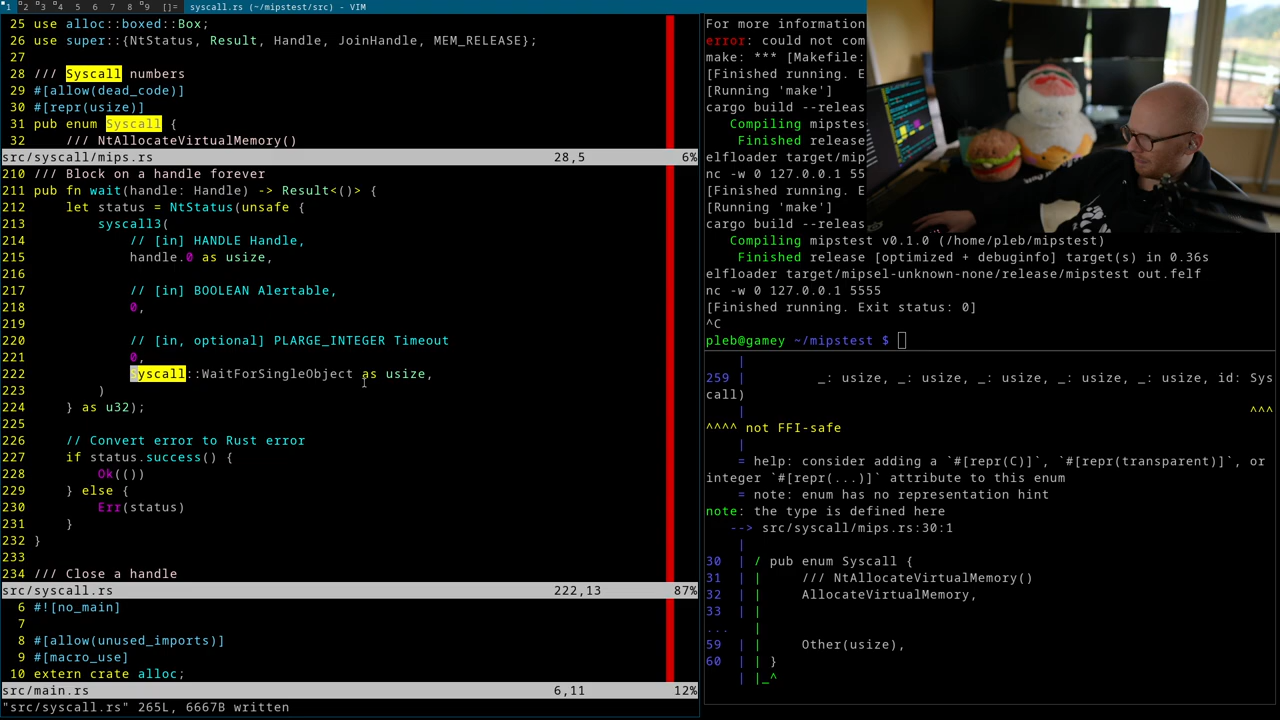 1 2 3 4 5 6 7 8 9 []= syscall.rs (~/mipstest/src) - VIM
25 use alloc::boxed::Box;
26 use super::{NtStatus, Result, Handle, JoinHandle, MEM_RELEASE};
27
28 /// Syscall numbers
29 #[allow(dead_code)]
30 #[repr(usize)]
31 pub enum Syscall {
32     /// NtAllocateVirtualMemory()
src/syscall/mips.rs 28,5 6%
210 /// Block on a handle forever
211 pub fn wait(handle: Handle) -> Result<()> {
212     let status = NtStatus(unsafe {
213         syscall3(
214             // [in] HANDLE Handle,
215             handle.0 as usize,
216
217             // [in] BOOLEAN Alertable,
218             0,
219
220             // [in, optional] PLARGE_INTEGER Timeout
221             0,
222             Syscall::WaitForSingleObject as usize,
223         )
224     } as u32);
225
226     // Convert error to Rust error
227     if status.success() {
228         Ok(())
229     } else {
230         Err(status)
231     }
232 }
233
234 /// Close a handle
src/syscall.rs 222,13 87%
6 #![no_main]
7
8 #[allow(unused_imports)]
9 #[macro_use]
10 extern crate alloc;
src/main.rs 6,11 12%
"src/syscall.rs" 265L, 6667B written
For more information
error: could not com
make: *** [Makefile:
[Finished running. E
[Running 'make']
cargo build --releas
   Compiling mipstes
    Finished release
elfloader target/mip
nc -w 0 127.0.0.1 55
[Finished running. E
[Running 'make']
cargo build --releas
   Compiling mipstest v0.1.0 (/home/pleb/mipstest)
    Finished release [optimized + debuginfo] target(s) in 0.36s
elfloader target/mipsel-unknown-none/release/mipstest out.felf
nc -w 0 127.0.0.1 5555
[Finished running. Exit status: 0]
^C
pleb@gamey ~/mipstest $
    |
259 |         _: usize, _: usize, _: usize, _: usize, _: usize, id: Sys
call)
    |                                                               ^^^
^^^^ not FFI-safe
    |
    = help: consider adding a `#[repr(C)]`, `#[repr(transparent)]`, or
integer `#[repr(...)]` attribute to this enum
    = note: enum has no representation hint
note: the type is defined here
   --> src/syscall/mips.rs:30:1
    |
30  | / pub enum Syscall {
31  | |     /// NtAllocateVirtualMemory()
32  | |     AllocateVirtualMemory,
33  | |
...   |
59  | |     Other(usize),
60  | | }
    | |_^